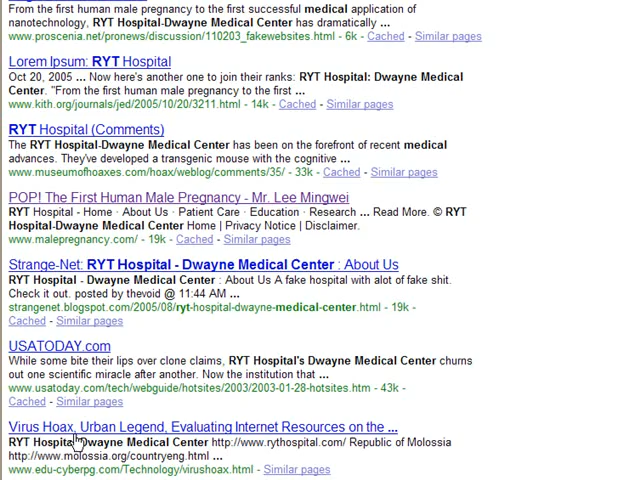 From the first human male pregnancy to the first successful medical application of
nanotechnology, RYT Hospital-Dwayne Medical Center has dramatically ...
www.proscenia.net/pronews/discussion/110203_fakewebsites.html - 6k - Cached - Similar pages
Lorem Ipsum: RYT Hospital
Oct 20, 2005 ... Now here's another one to join their ranks: RYT Hospital: Dwayne Medical
Center. "From the first human male pregnancy to the first ...
www.kith.org/journals/jed/2005/10/20/3211.html - 14k - Cached - Similar pages
RYT Hospital (Comments)
The RYT Hospital-Dwayne Medical Center has been on the forefront of recent medical
advances. They've developed a transgenic mouse with the cognitive ...
www.museumofhoaxes.com/hoax/weblog/comments/35/ - 33k - Cached - Similar pages
POP! The First Human Male Pregnancy - Mr. Lee Mingwei
RYT Hospital - Home · About Us · Patient Care · Education · Research ... Read More. © RYT
Hospital-Dwayne Medical Center Home | Privacy Notice | Disclaimer.
www.malepregnancy.com/ - 19k - Cached - Similar pages
Strange-Net: RYT Hospital - Dwayne Medical Center : About Us
RYT Hospital - Dwayne Medical Center : About Us A fake hospital with alot of fake shit.
Check it out. posted by thevoid @ 11:44 AM ...
strangenet.blogspot.com/2005/08/ryt-hospital-dwayne-medical-center.html - 19k -
Cached - Similar pages
USATODAY.com
While some bite their lips over clone claims, RYT Hospital's Dwayne Medical Center churns
out one scientific miracle after another. Now the institution that ...
www.usatoday.com/tech/webguide/hotsites/2003/2003-01-28-hotsites.htm - 43k -
Cached - Similar pages
Virus Hoax, Urban Legend, Evaluating Internet Resources on the ...
RYT Hospital Dwayne Medical Center http://www.rythospital.com/ Republic of Molossia
http://www.molossia.org/countryeng.html ...
www.edu-cyberpg.com/Technology/virushoax.html - Similar pages